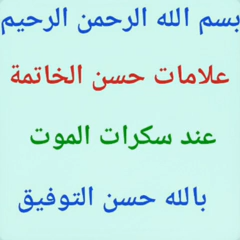 بسم الله الرحمن الرحيم
علامات حسن الخاتمة
عند سكرات الموت
بالله حسن التوفيق